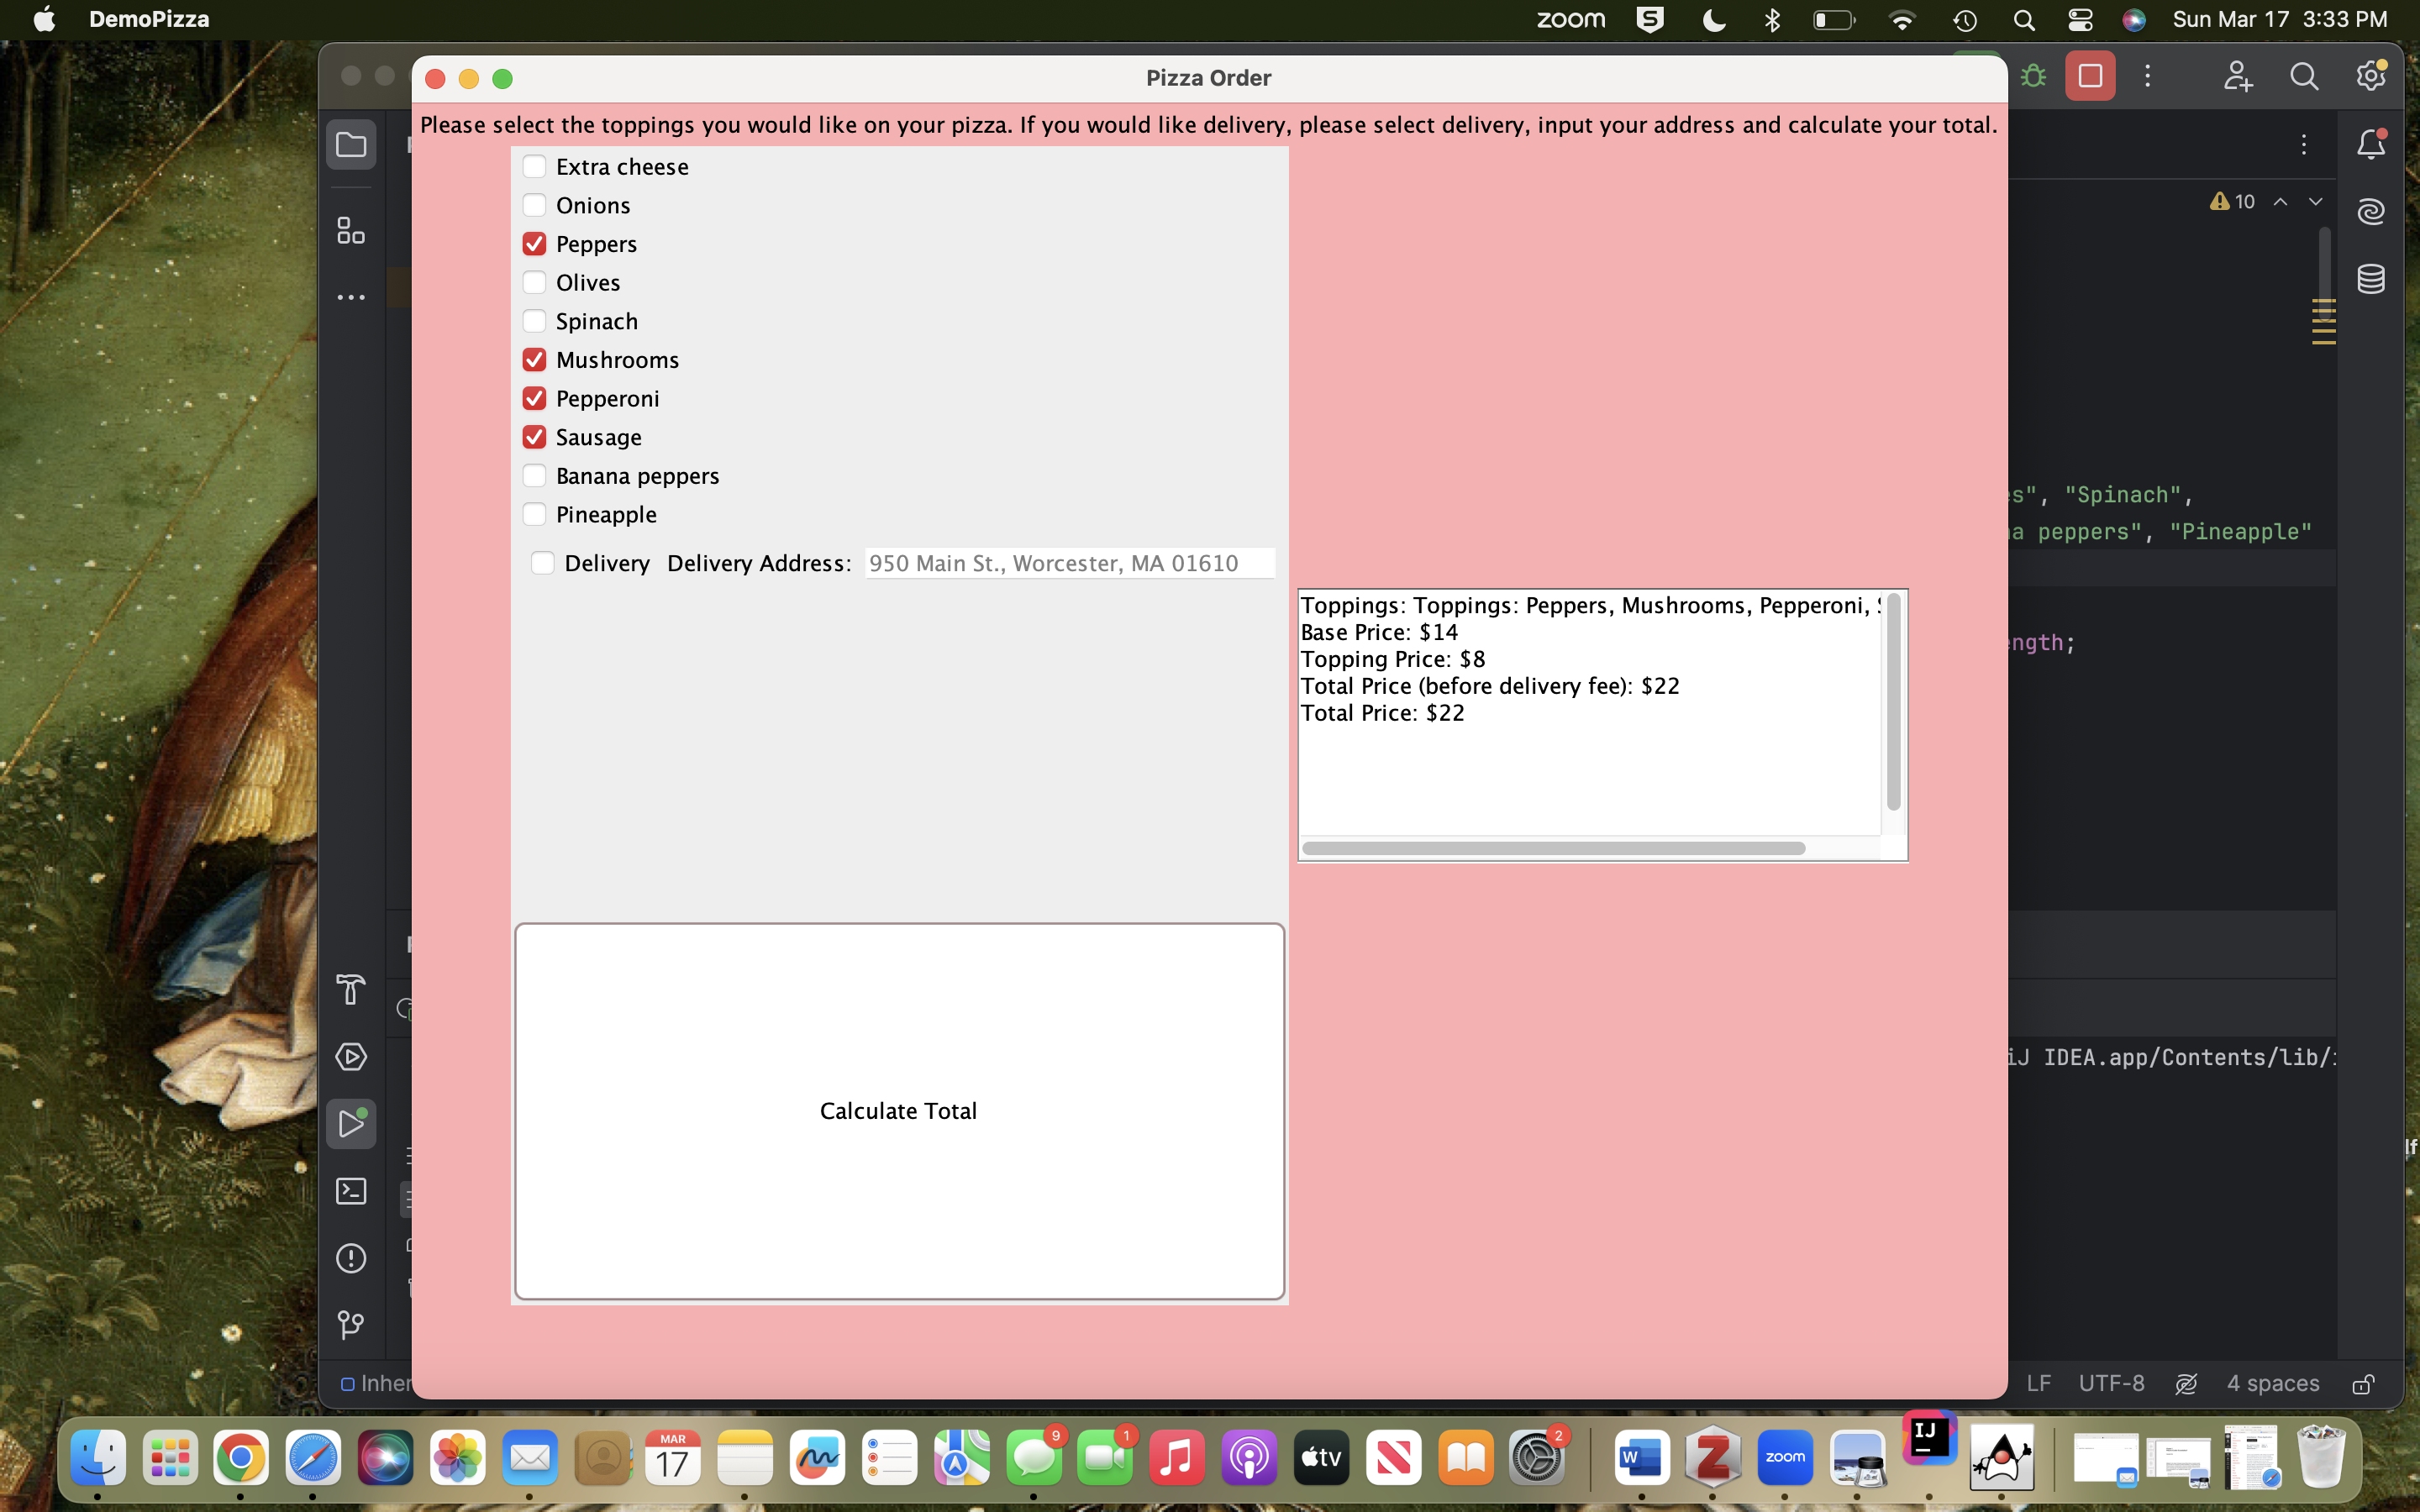 DemoPizza
zoom
Sun Mar 17 3:33 PM
Pizza Order
Please select the toppings you would like on your pizza. If you would like delivery, please select delivery, input your address and calculate your total.
Extra cheese
Onions
Peppers
Olives
Spinach
Mushrooms
Pepperoni
Sausage
Banana peppers
Pineapple
Delivery Delivery Address: 950 Main St., Worcester, MA 01610
Toppings: Toppings: Peppers, Mushrooms, Pepperoni,
Base Price: $14
Topping Price: $8
Total Price (before delivery fee): $22
Total Price: $22
Calculate Total
10
", "Spinach",
peppers", "Pineapple"
ngth;
iJ IDEA.app/Contents/lib/
Inher
LF UTF-8 4 spaces
MAR
17
9
1
tv
2
W
Z
zoom
IJ